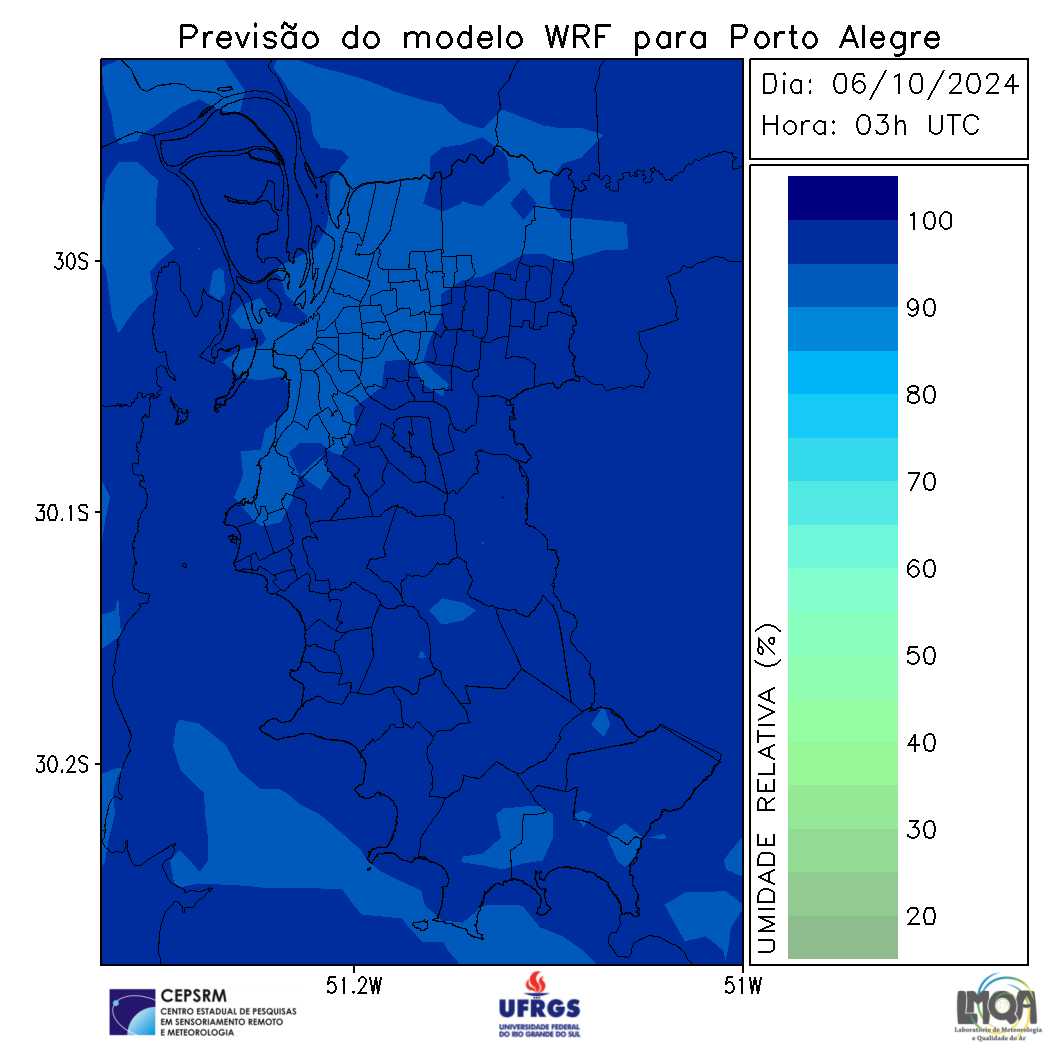 Previsão do modelo WRF para Porto Alegre
Dia: 06/10/2024
Hora: 03h UTC
100
90
80
70
60
50
40
30
20
UMIDADE RELATIVA (%)
30S
30.1S
30.2S
51.2W
51W
CEPSRM
CENTRO ESTADUAL DE PESQUISAS
EM SENSORIAMENTO REMOTO
E METEOROLOGIA
UFRGS
UNIVERSIDADE FEDERAL
DO RIO GRANDE DO SUL
LMQA
Laboratório de Meteorologia
e Qualidade do Ar